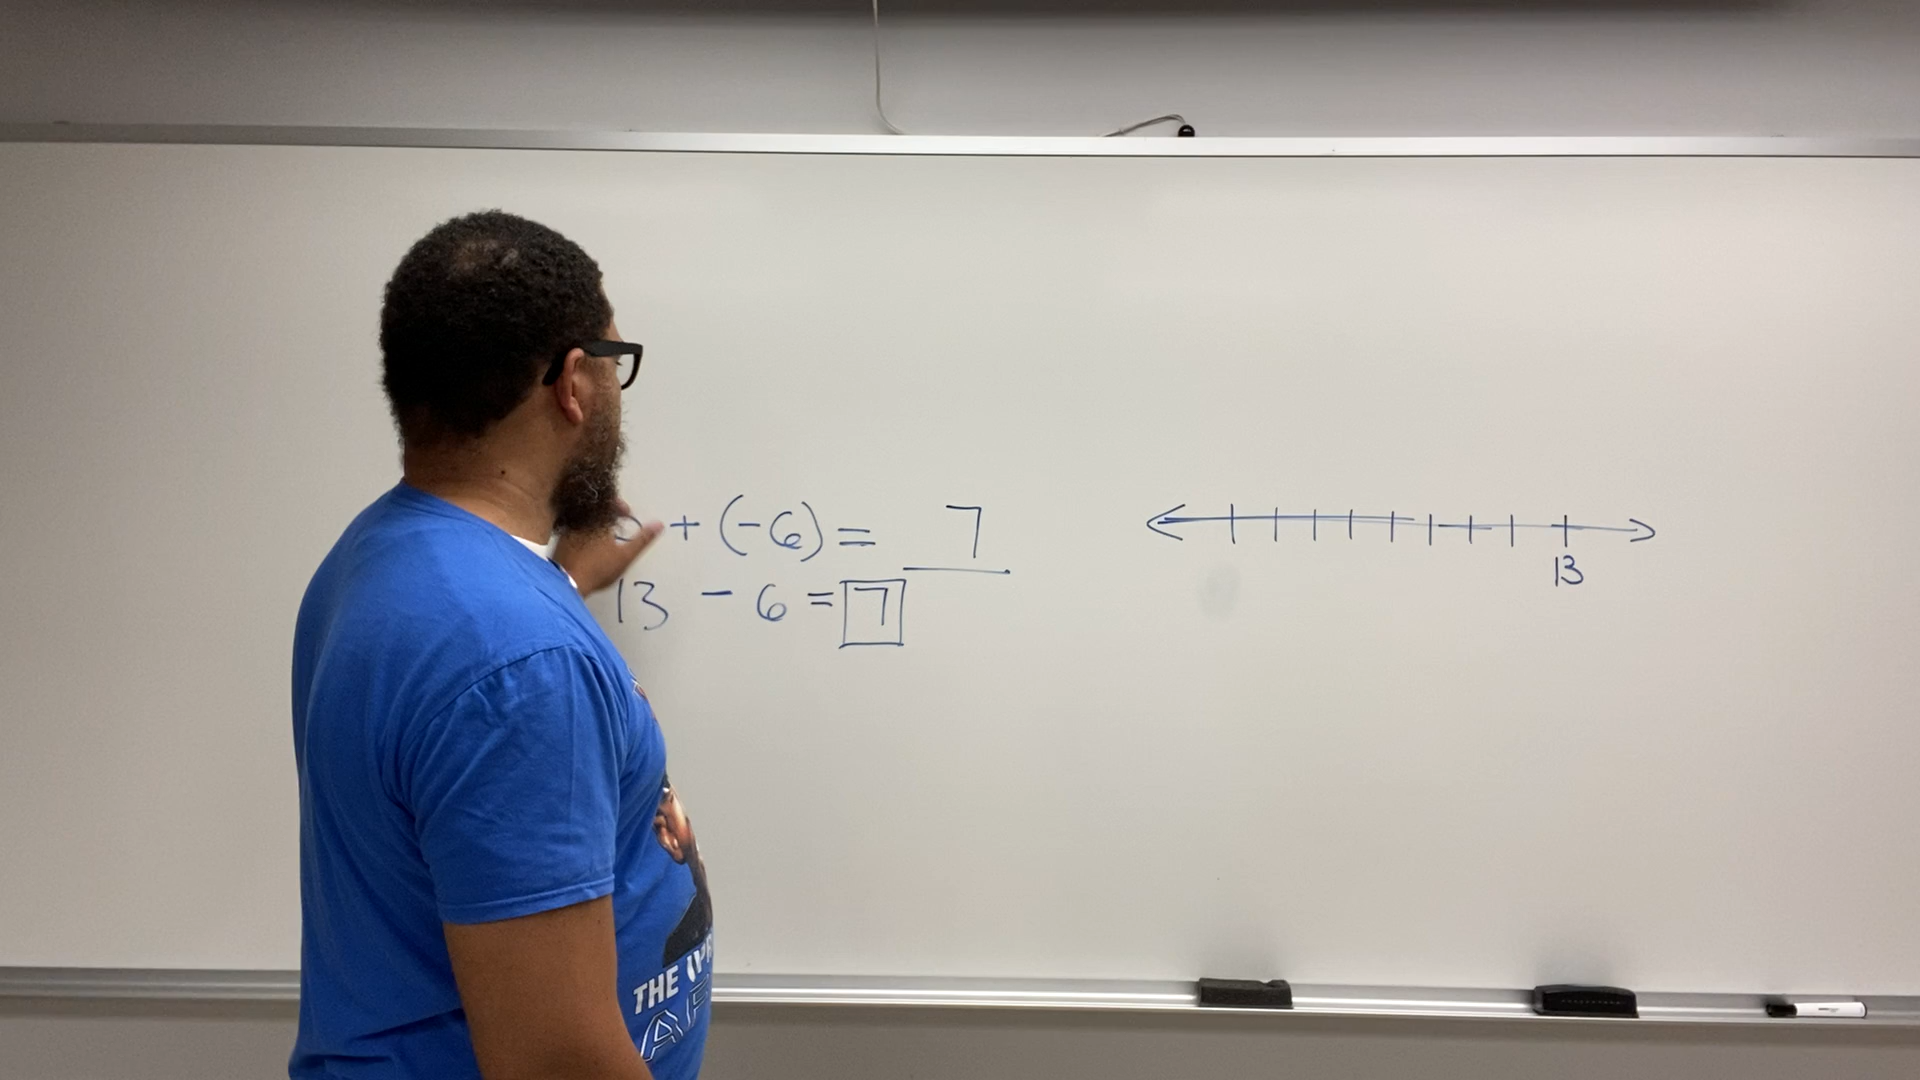 + (-6) = 7
13 - 6 = 7
13
THE